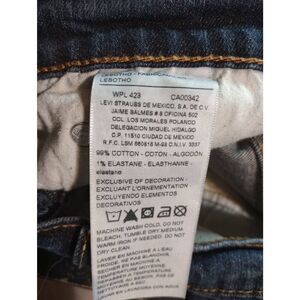 LESOTHO
WPL 423 CA00342
LEVI STRAUSS DE MEXICO, S.A. DE C.V.
JAIME BALMES # 8 OFICINA 502
COL. LOS MORALES POLANCO
DELEGACION MIGUEL HIDALGO
C.P. 11510 CIUDAD DE MEXICO
99% COTTON - COTON - ALGODÓN
1% ELASTANE - ELASTHANNE -
elastano
EXCLUSIVE OF DECORATION -
EXCLUANT L'ORNEMENTATION -
EXCLUYENDO ELEMENTOS
DECORATIVOS
MACHINE WASH COLD. DO NOT
BLEACH. TUMBLE DRY MEDIUM.
WARM IRON IF NEEDED. DO NOT
DRY CLEAN.
LAVER EN MACHINE À L'EAU
FROIDE. NE PAS BLANCHIR.